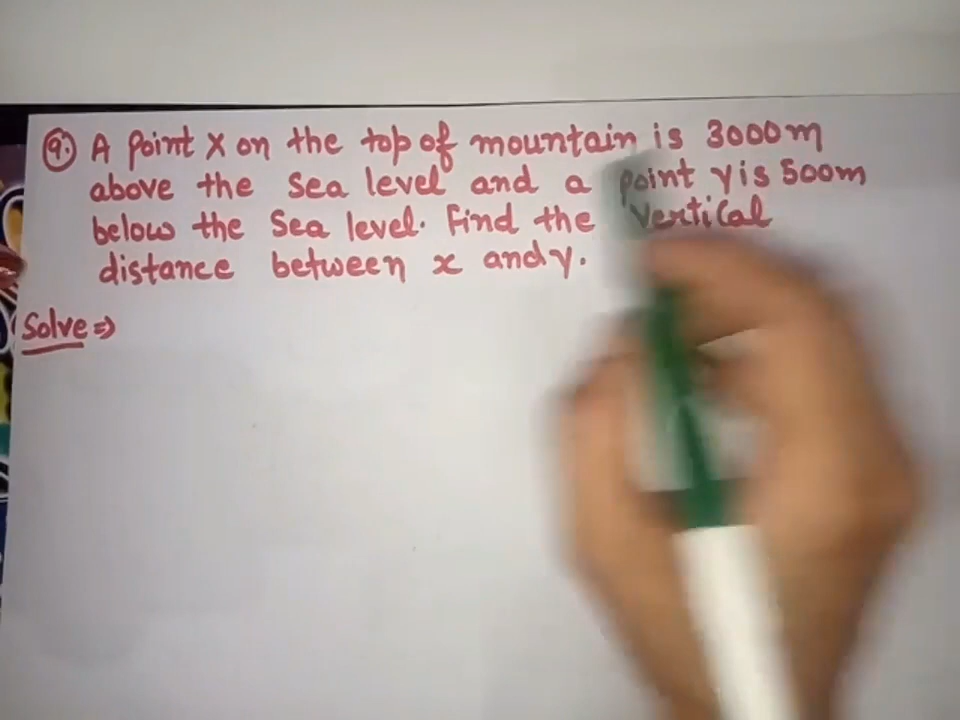 9. A point X on the top of mountain is 3000m
above the sea level and a point y is 500m
below the sea level. Find the vertical
distance between x and y.
Solve ⇒